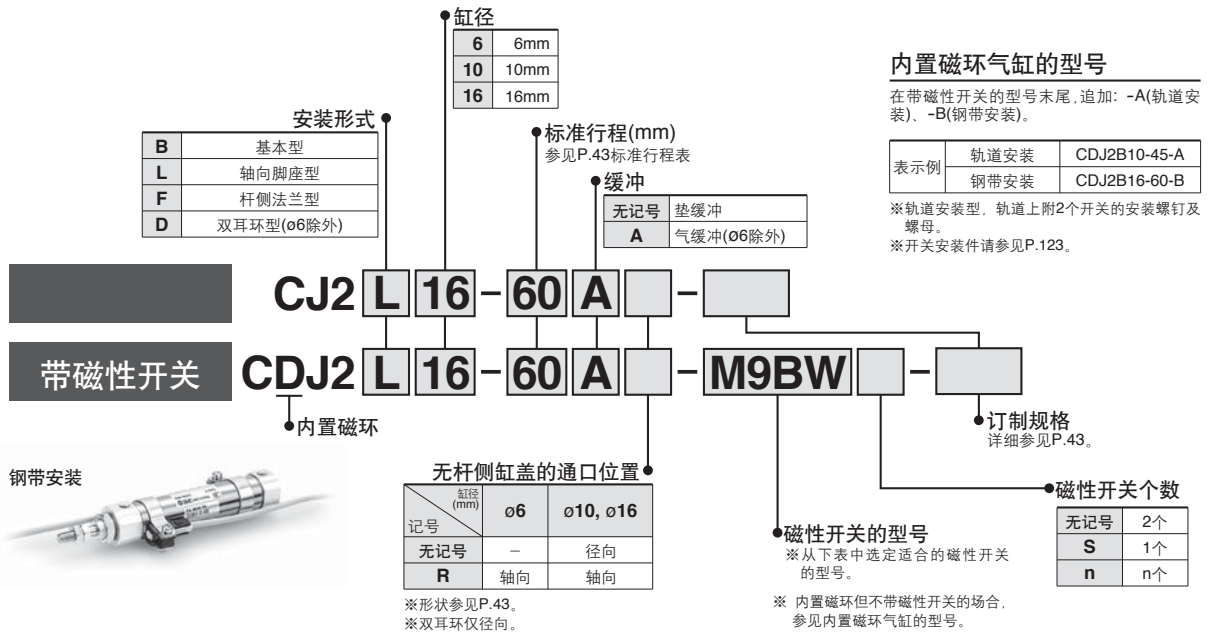 缸径
6 6mm
10 10mm
16 16mm
安装形式
B 基本型
L 轴向脚座型
F 杆侧法兰型
D 双耳环型(ø6除外)
标准行程(mm)
参见P.43标准行程表
缓冲
无记号 垫缓冲
A 气缓冲(ø6除外)
内置磁环气缸的型号
在带磁性开关的型号末尾,追加: -A(轨道安
装)、-B(钢带安装)。
表示例 轨道安装 CDJ2B10-45-A
钢带安装 CDJ2B16-60-B
※轨道安装型, 轨道上附2个开关的安装螺钉及
螺母。
※开关安装件请参见P.123。
CJ2 L 16 - 60 A -
带磁性开关 CDJ2 L 16 - 60 A - M9BW -
内置磁环
钢带安装
无杆侧缸盖的通口位置
缸径
(mm)
记号 ø6 ø10, ø16
无记号 - 径向
R 轴向 轴向
※形状参见P.43。
※双耳环仅径向。
磁性开关的型号
※从下表中选定适合的磁性开关
的型号。
※ 内置磁环但不带磁性开关的场合,
参见内置磁环气缸的型号。
订制规格
详细参见P.43。
磁性开关个数
无记号 2个
S 1个
n n个